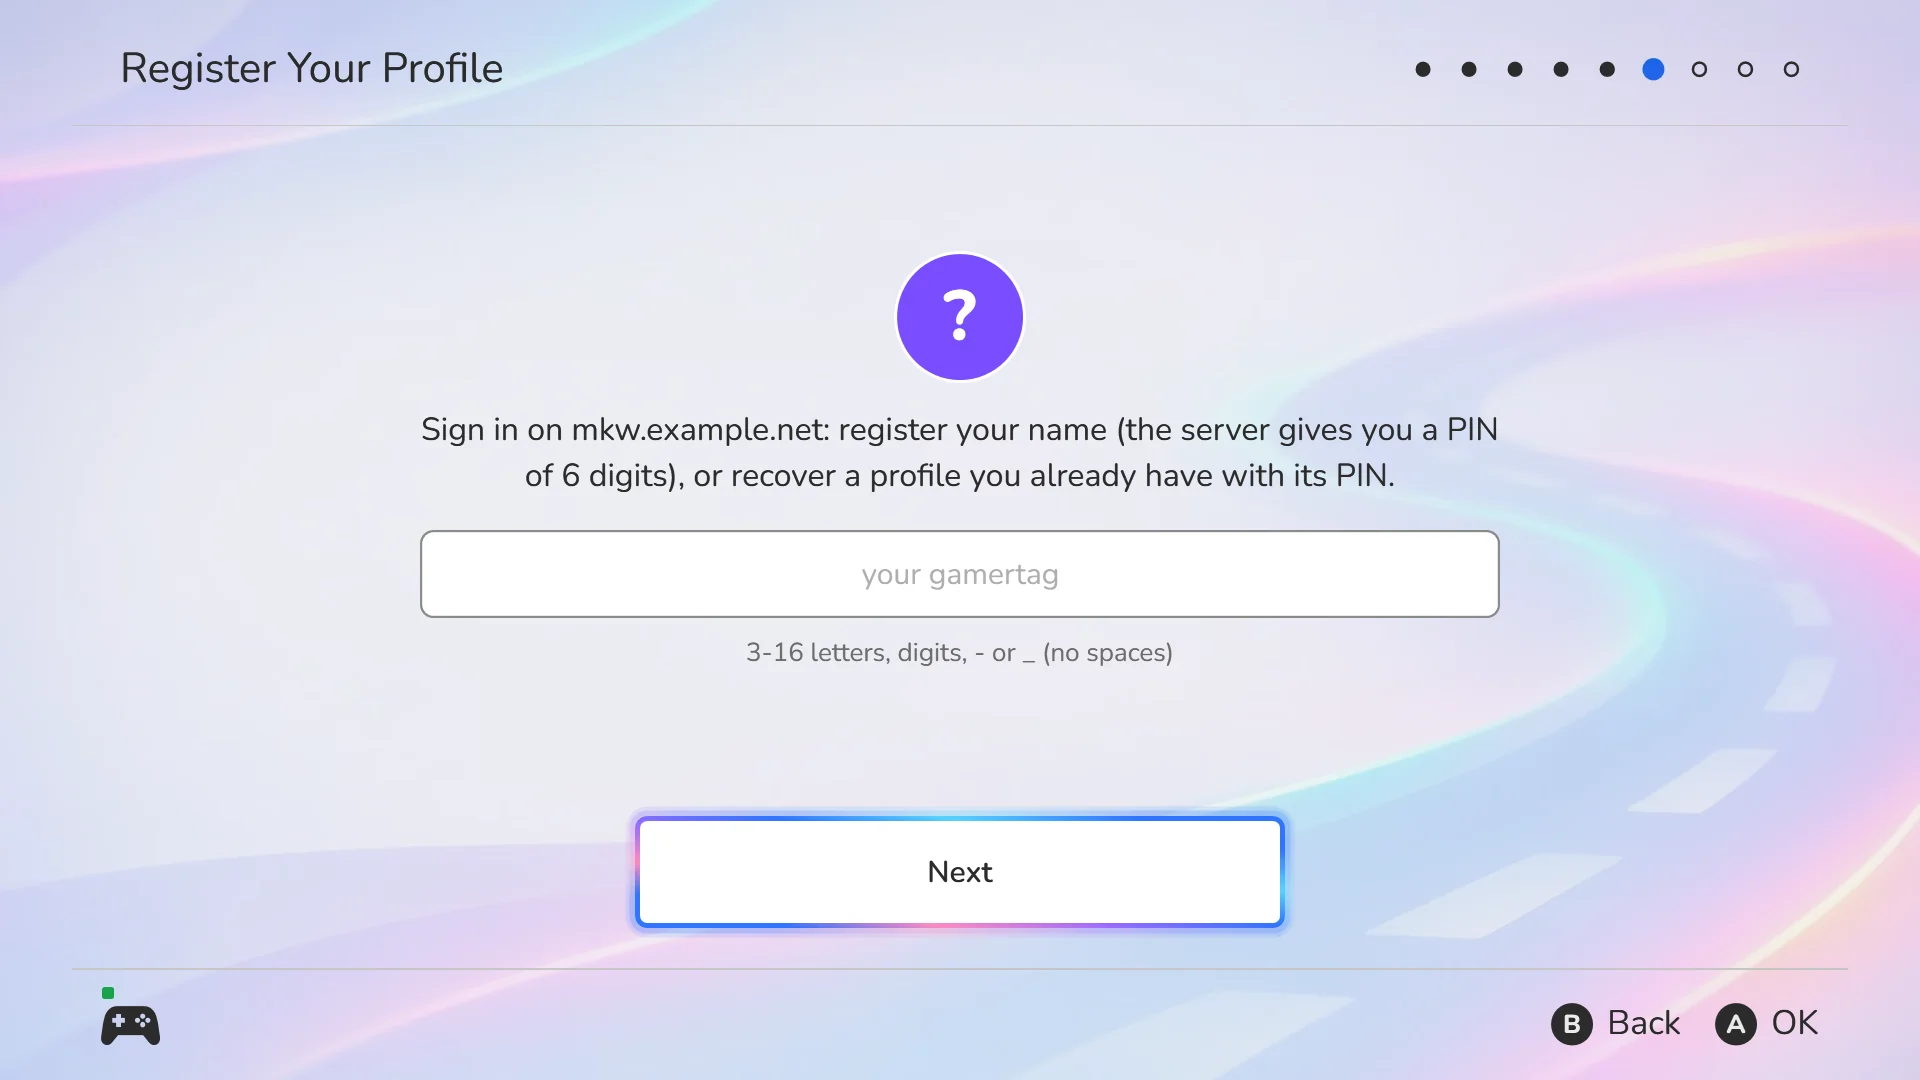 Register Your Profile
?
Sign in on mkw.example.net: register your name (the server gives you a PIN
of 6 digits), or recover a profile you already have with its PIN.
your gamertag
3-16 letters, digits, - or _ (no spaces)
Next
B Back A OK